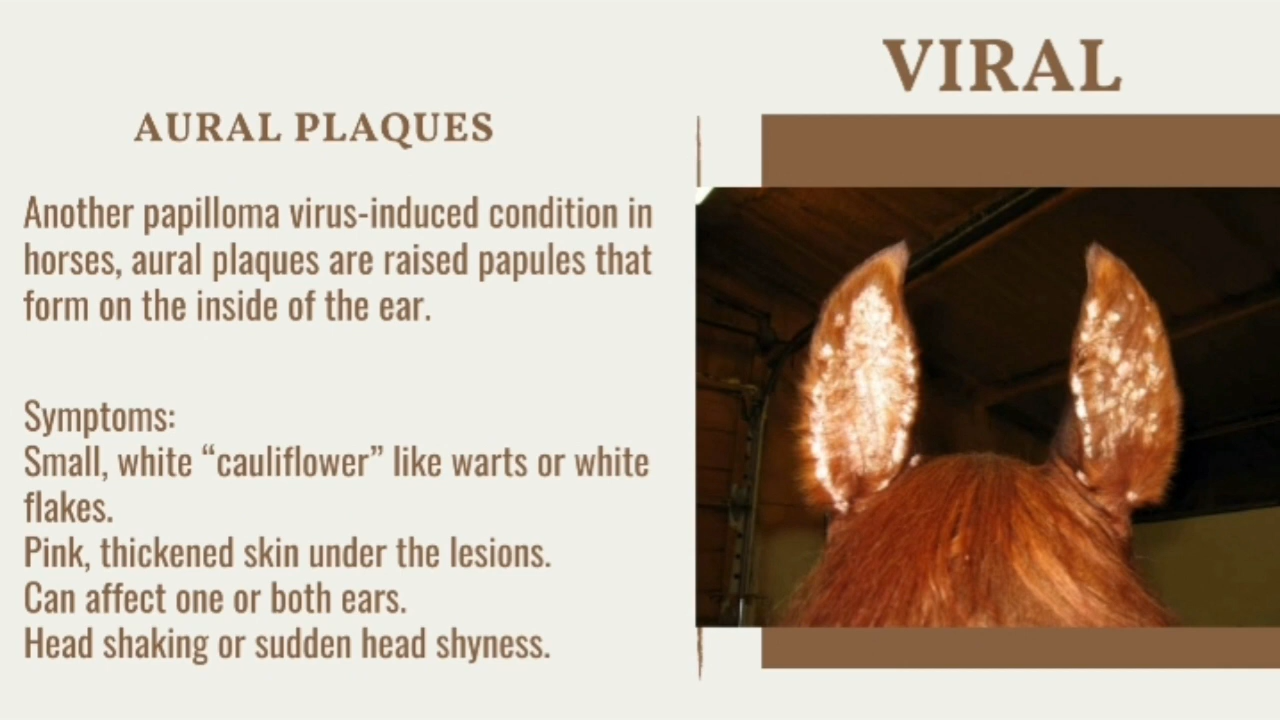 VIRAL
AURAL PLAQUES
Another papilloma virus-induced condition in
horses, aural plaques are raised papules that
form on the inside of the ear.
Symptoms:
Small, white “cauliflower” like warts or white
flakes.
Pink, thickened skin under the lesions.
Can affect one or both ears.
Head shaking or sudden head shyness.